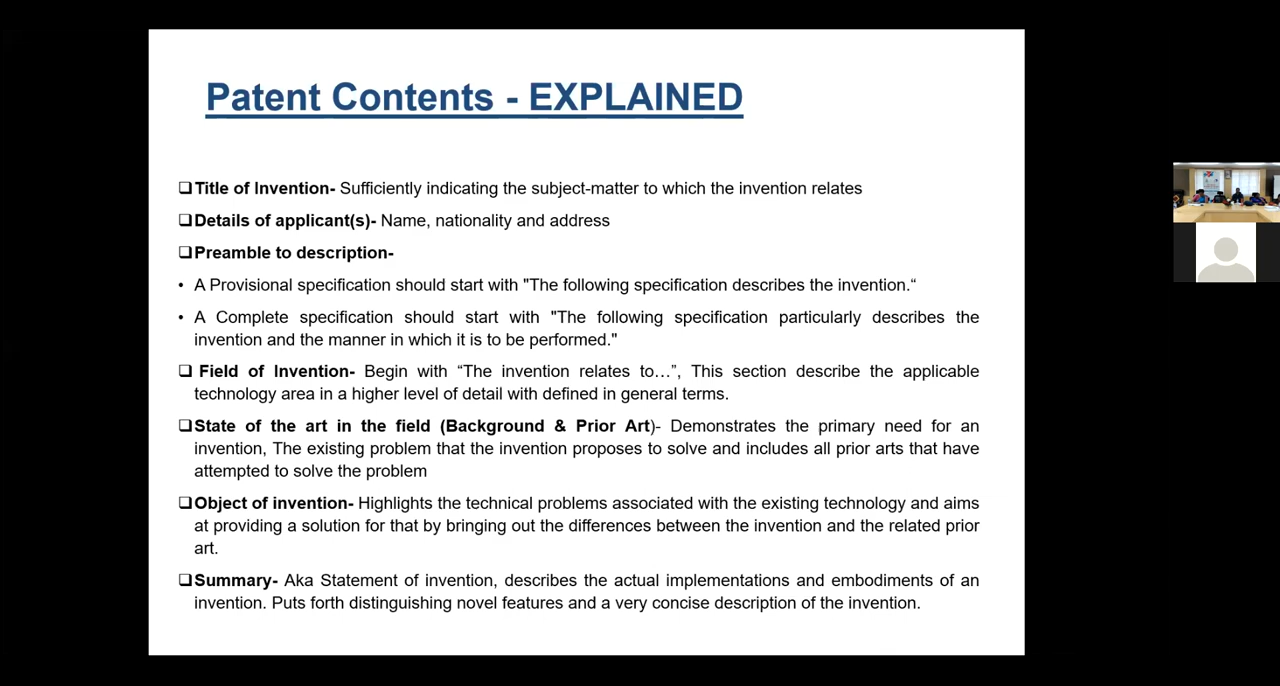 Patent Contents - EXPLAINED
❑Title of Invention- Sufficiently indicating the subject-matter to which the invention relates
❑Details of applicant(s)- Name, nationality and address
❑Preamble to description-
• A Provisional specification should start with "The following specification describes the invention.“
• A Complete specification should start with "The following specification particularly describes the
invention and the manner in which it is to be performed."
❑ Field of Invention- Begin with “The invention relates to…”, This section describe the applicable
technology area in a higher level of detail with defined in general terms.
❑State of the art in the field (Background & Prior Art)- Demonstrates the primary need for an
invention, The existing problem that the invention proposes to solve and includes all prior arts that have
attempted to solve the problem
❑Object of invention- Highlights the technical problems associated with the existing technology and aims
at providing a solution for that by bringing out the differences between the invention and the related prior
art.
❑Summary- Aka Statement of invention, describes the actual implementations and embodiments of an
invention. Puts forth distinguishing novel features and a very concise description of the invention.